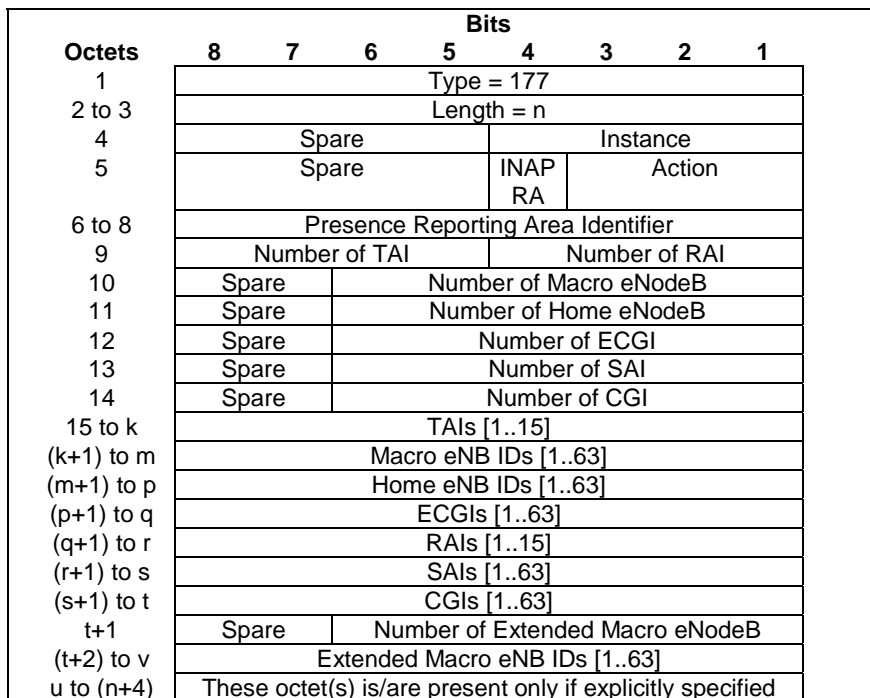 Bits
Octets 8 7 6 5 4 3 2 1
1 Type = 177
2 to 3 Length = n
4 Spare Instance
5 Spare INAP Action
RA
6 to 8 Presence Reporting Area Identifier
9 Number of TAI Number of RAI
10 Spare Number of Macro eNodeB
11 Spare Number of Home eNodeB
12 Spare Number of ECGI
13 Spare Number of SAI
14 Spare Number of CGI
15 to k TAIs [1..15]
(k+1) to m Macro eNB IDs [1..63]
(m+1) to p Home eNB IDs [1..63]
(p+1) to q ECGIs [1..63]
(q+1) to r RAIs [1..15]
(r+1) to s SAIs [1..63]
(s+1) to t CGIs [1..63]
t+1 Spare Number of Extended Macro eNodeB
(t+2) to v Extended Macro eNB IDs [1..63]
u to (n+4) These octet(s) is/are present only if explicitly specified